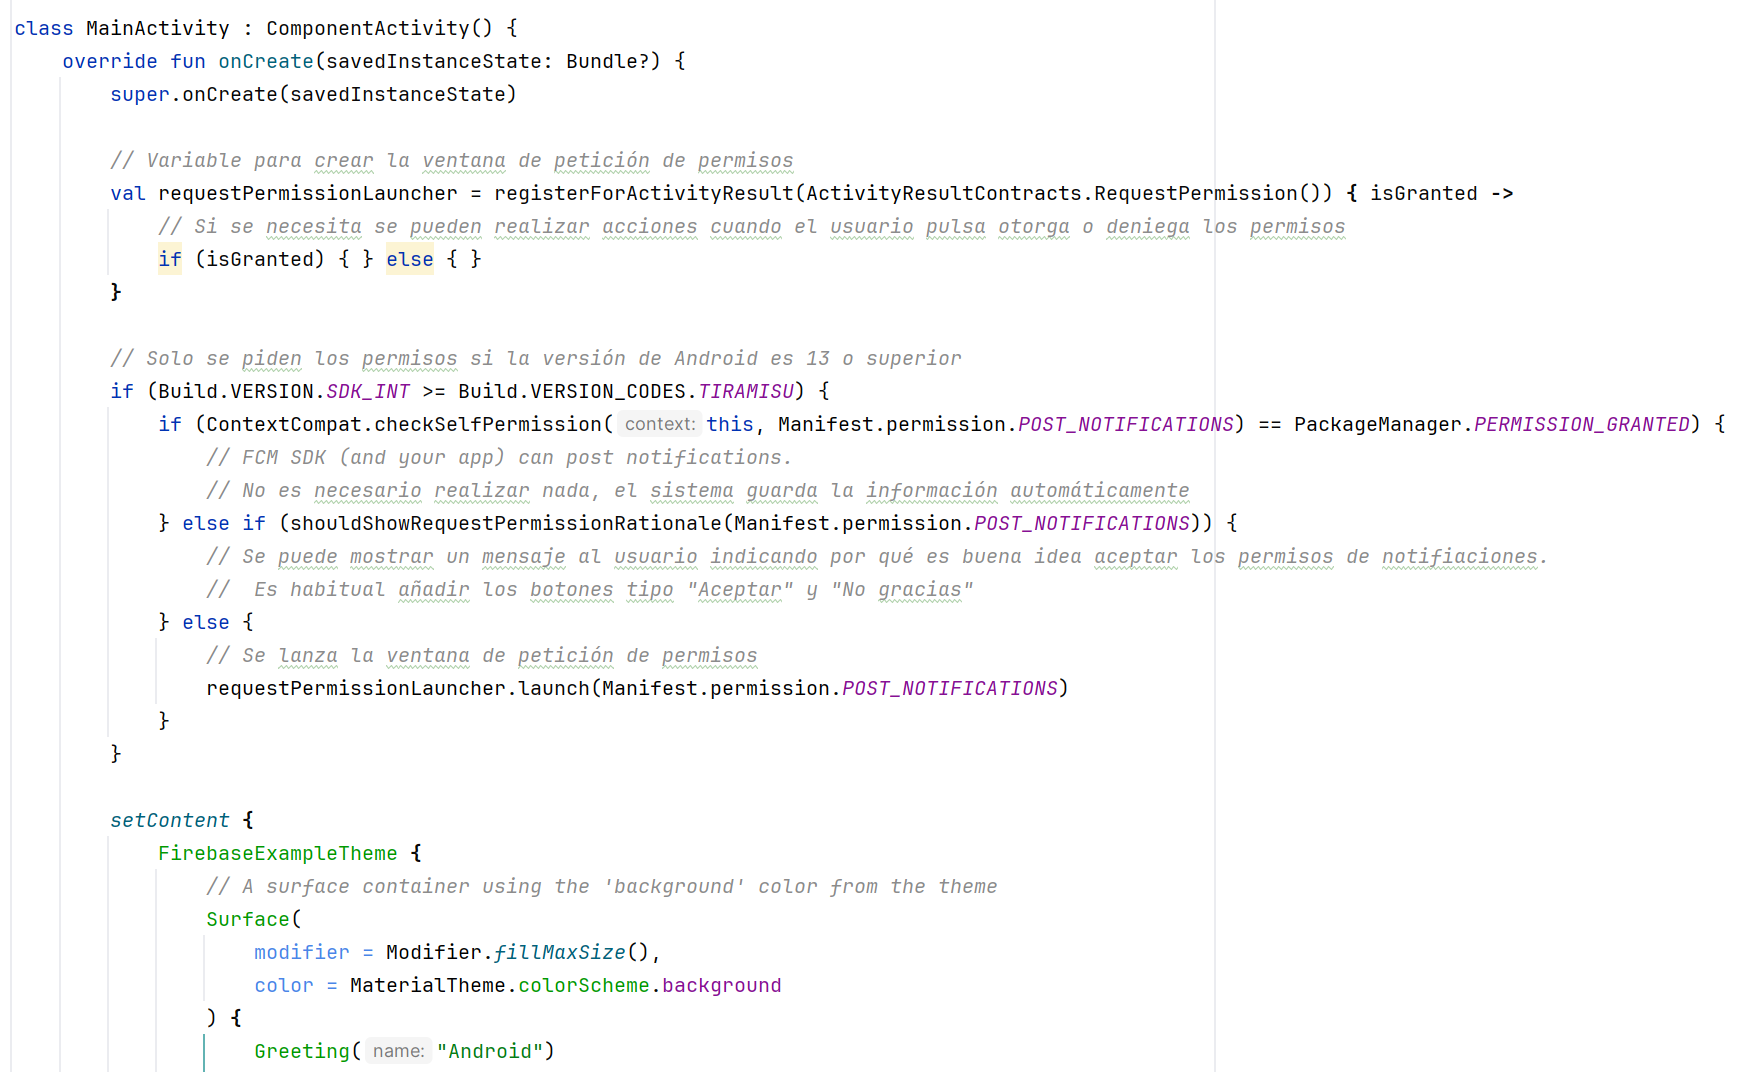 class MainActivity : ComponentActivity() {
    override fun onCreate(savedInstanceState: Bundle?) {
        super.onCreate(savedInstanceState)

        // Variable para crear la ventana de petición de permisos
        val requestPermissionLauncher = registerForActivityResult(ActivityResultContracts.RequestPermission()) { isGranted ->
            // Si se necesita se pueden realizar acciones cuando el usuario pulsa otorga o deniega los permisos
            if (isGranted) { } else { }
        }

        // Solo se piden los permisos si la versión de Android es 13 o superior
        if (Build.VERSION.SDK_INT >= Build.VERSION_CODES.TIRAMISU) {
            if (ContextCompat.checkSelfPermission( context: this, Manifest.permission.POST_NOTIFICATIONS) == PackageManager.PERMISSION_GRANTED) {
                // FCM SDK (and your app) can post notifications.
                // No es necesario realizar nada, el sistema guarda la información automáticamente
            } else if (shouldShowRequestPermissionRationale(Manifest.permission.POST_NOTIFICATIONS)) {
                // Se puede mostrar un mensaje al usuario indicando por qué es buena idea aceptar los permisos de notifiaciones.
                //  Es habitual añadir los botones tipo "Aceptar" y "No gracias"
            } else {
                // Se lanza la ventana de petición de permisos
                requestPermissionLauncher.launch(Manifest.permission.POST_NOTIFICATIONS)
            }
        }

        setContent {
            FirebaseExampleTheme {
                // A surface container using the 'background' color from the theme
                Surface(
                    modifier = Modifier.fillMaxSize(),
                    color = MaterialTheme.colorScheme.background
                ) {
                    Greeting( name: "Android")